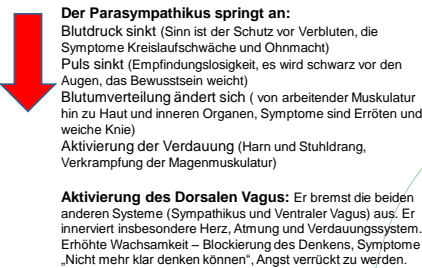 Der Parasympathikus springt an:
Blutdruck sinkt (Sinn ist der Schutz vor Verbluten, die
Symptome Kreislaufschwäche und Ohnmacht)
Puls sinkt (Empfindungslosigkeit, es wird schwarz vor den
Augen, das Bewusstsein weicht)
Blutumverteilung ändert sich ( von arbeitender Muskulatur
hin zu Haut und inneren Organen, Symptome sind Erröten und
weiche Knie)
Aktivierung der Verdauung (Harn und Stuhldrang,
Verkrampfung der Magenmuskulatur)
Aktivierung des Dorsalen Vagus: Er bremst die beiden
anderen Systeme (Sympathikus und Ventraler Vagus) aus. Er
innerviert insbesondere Herz, Atmung und Verdauungssystem.
Erhöhte Wachsamkeit – Blockierung des Denkens, Symptome
„Nicht mehr klar denken können“, Angst verrückt zu werden.